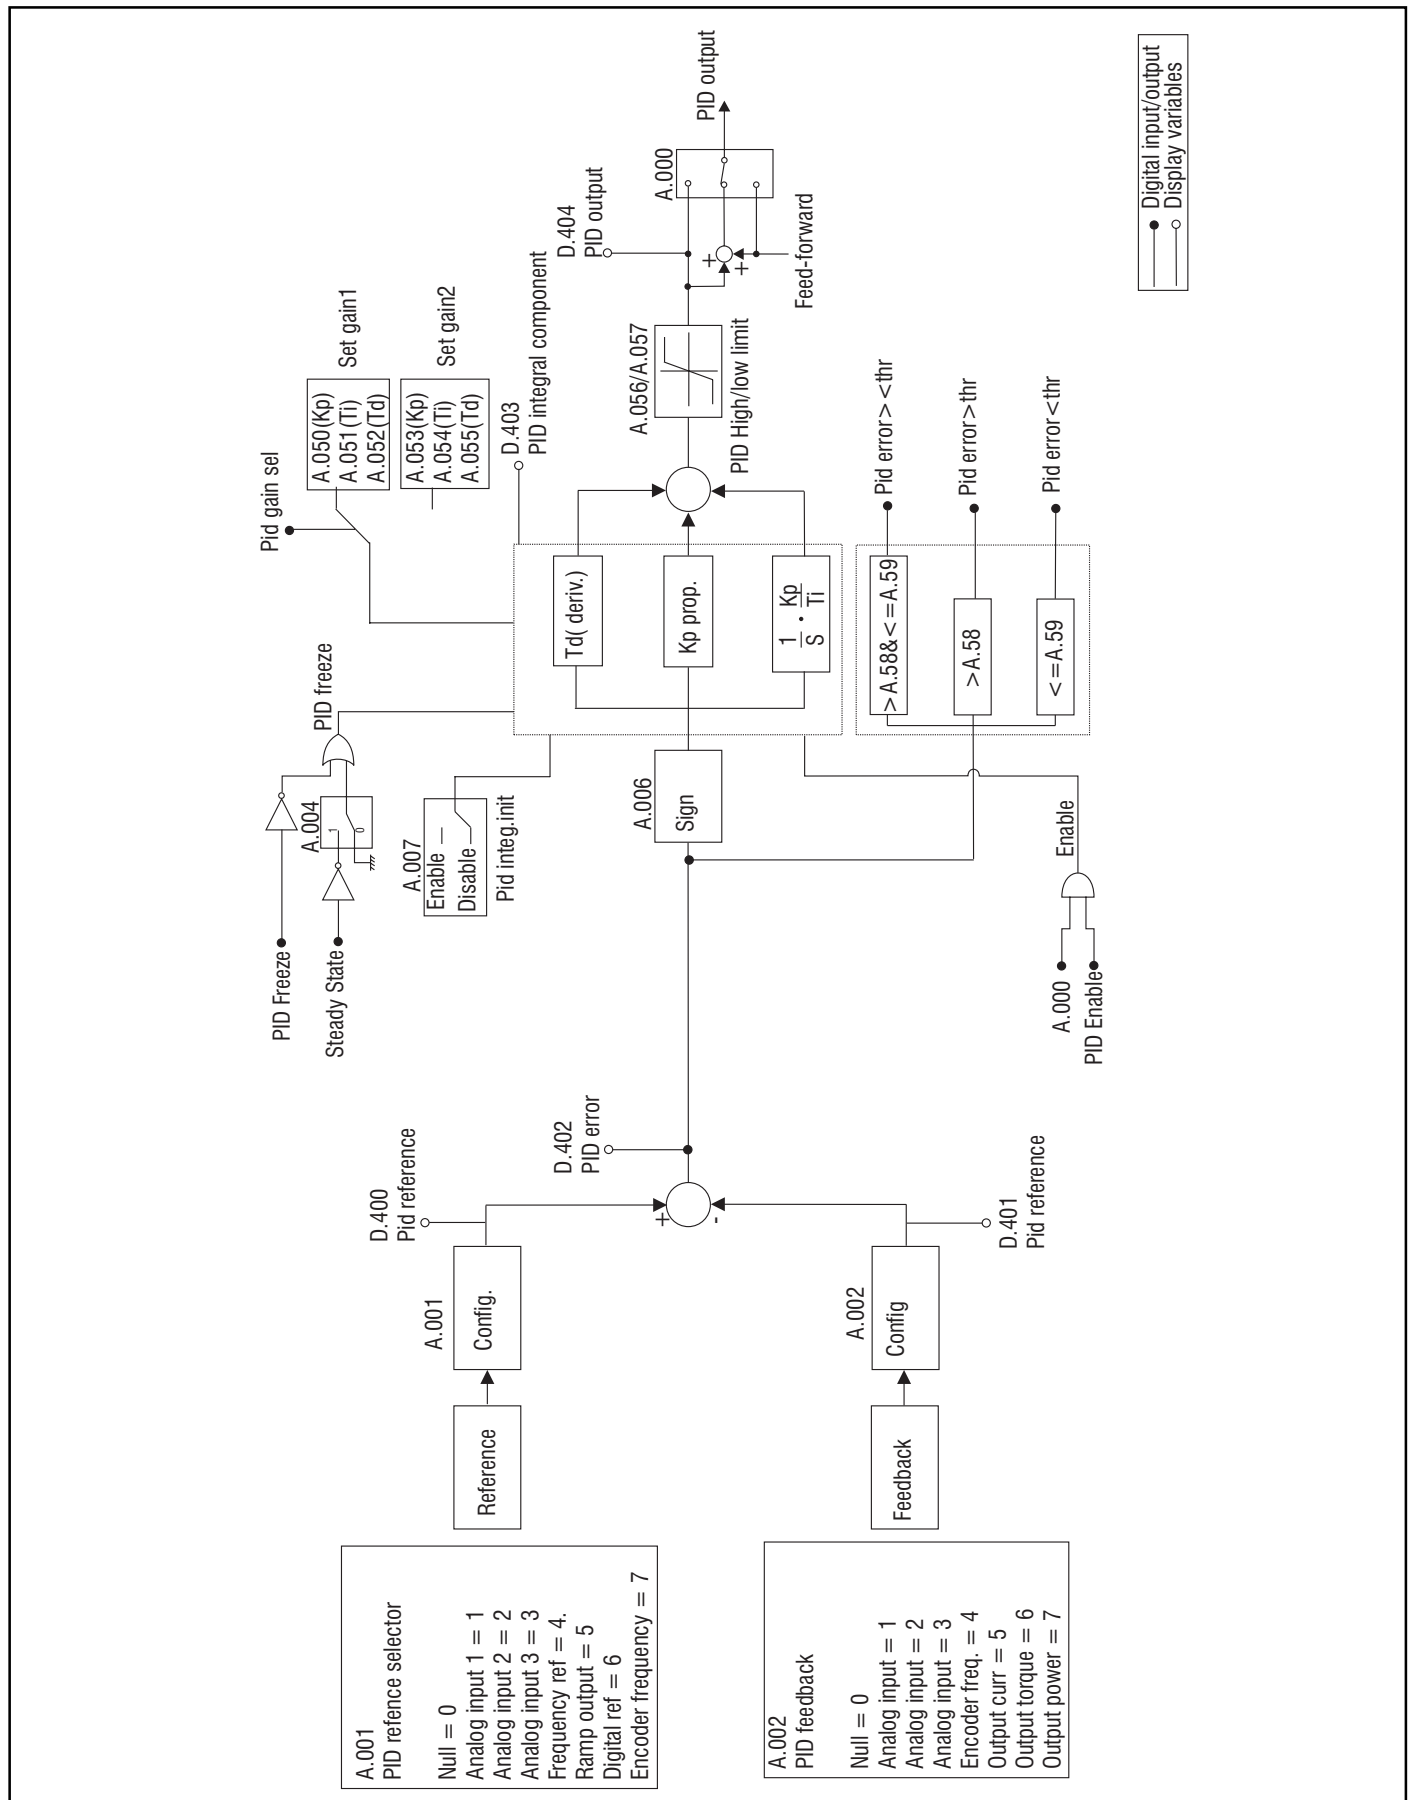 A.001
PID refence selector
Null = 0
Analog input 1 = 1
Analog input 2 = 2
Analog input 3 = 3
Frequency ref = 4.
Ramp output = 5
Digital ref = 6
Encoder frequency = 7
A.002
PID feedback
Null = 0
Analog input = 1
Analog input = 2
Analog input = 3
Encoder freq. = 4
Output curr = 5
Output torque = 6
Output power = 7
Reference
A.001
Config.
D.400
Pid reference
Feedback
A.002
Config
D.401
Pid reference
+
-
D.402
PID error
PID Freeze
Steady State
A.004
1
0
PID freeze
A.007
Enable
Disable
Pid integ.init
A.006
Sign
A.000
PID Enable
Enable
Pid gain sel
A.050(Kp)
A.051(Ti)
A.052(Td)
Set gain1
A.053(Kp)
A.054(Ti)
A.055(Td)
Set gain2
D.403
PID integral component
Td( deriv.)
Kp prop.
1
S
·
Kp
Ti
>A.58&<=A.59
>A.58
<=A.59
Pid error><thr
Pid error>thr
Pid error<thr
A.056/A.057
PID High/low limit
D.404
PID output
+
+
Feed-forward
A.000
PID output
Digital input/output
Display variables